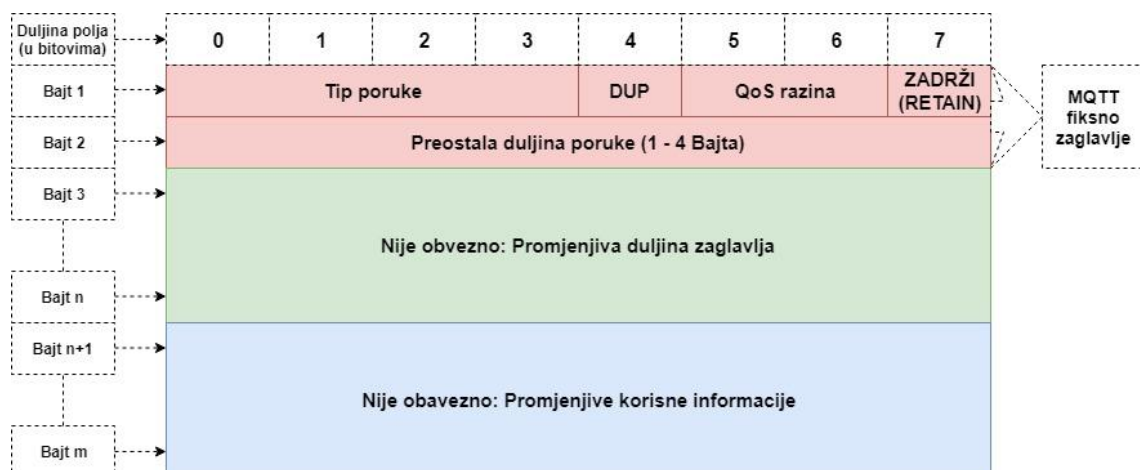 Duljina polja
(u bitovima)
0 1 2 3 4 5 6 7
Bajt 1
Tip poruke
DUP
QoS razina
ZADRŽI
(RETAIN)
MQTT
fiksno
zaglavlje
Bajt 2
Preostala duljina poruke (1 - 4 Bajta)
Bajt 3
Nije obvezno: Promjenjiva duljina zaglavlja
Bajt n
Bajt n+1
Nije obavezno: Promjenjive korisne informacije
Bajt m